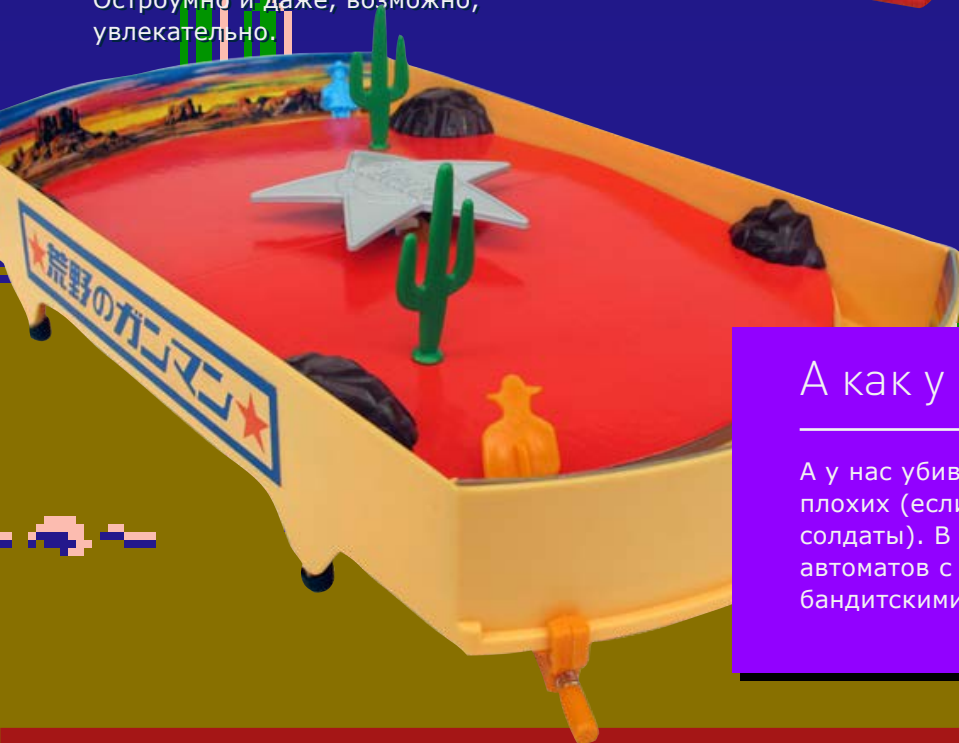 Остроумно и даже, возможно,
увлекательно.
荒野のガンマン
А как у
А у нас убив
плохих (если
солдаты). В
автоматов с
бандитскими